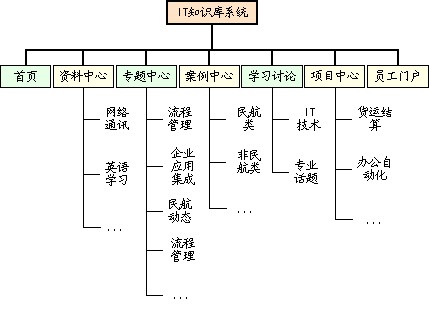 IT知识库系统
首页
资料中心
专题中心
案例中心
学习讨论
项目中心
员工门户
网络
通讯
英语
学习
...
流程
管理
企业
应用
集成
民航
动态
流程
管理
...
民航
类
非民
航类
...
IT
技术
专业
话题
货运结
算
办公自
动化
...